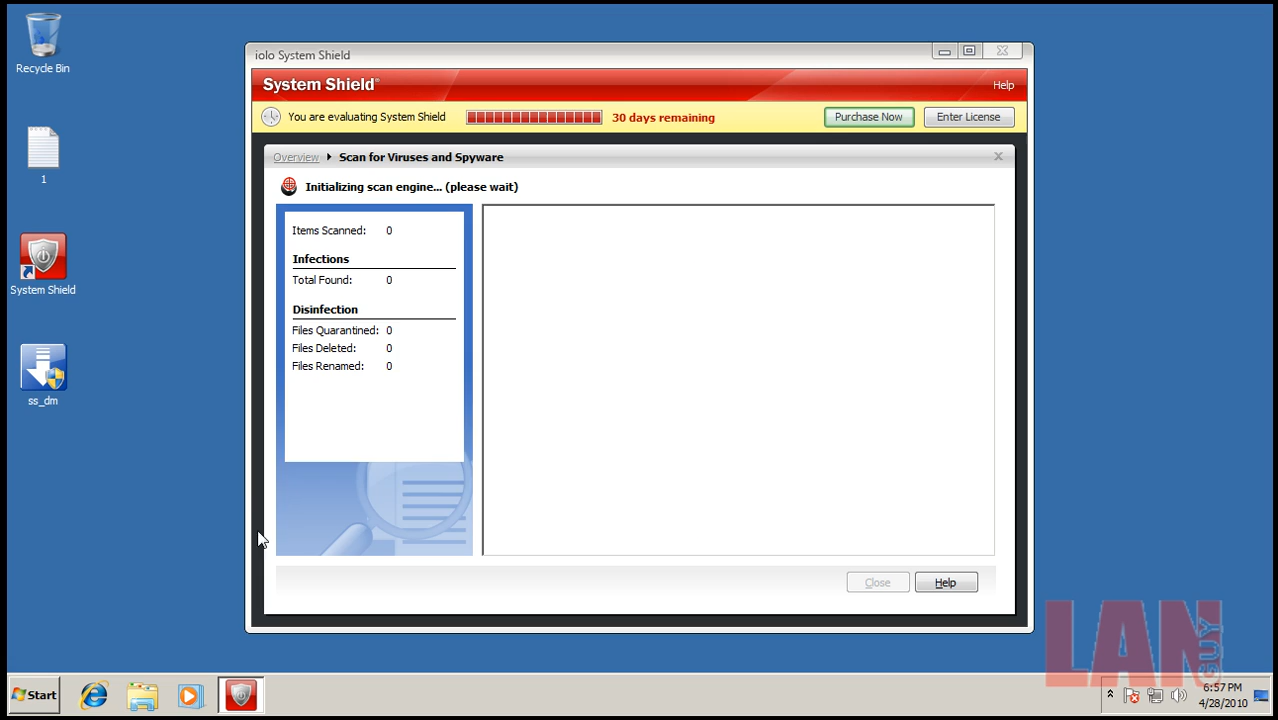 Recycle Bin
1
System Shield
ss_dm
iolo System Shield
System Shield®
Help
You are evaluating System Shield
30 days remaining
Purchase Now
Enter License
Overview
Scan for Viruses and Spyware
Initializing scan engine... (please wait)
Items Scanned: 0
Infections
Total Found: 0
Disinfection
Files Quarantined: 0
Files Deleted: 0
Files Renamed: 0
Close
Help
LAN GUY
Start
6:57 PM
4/28/2010